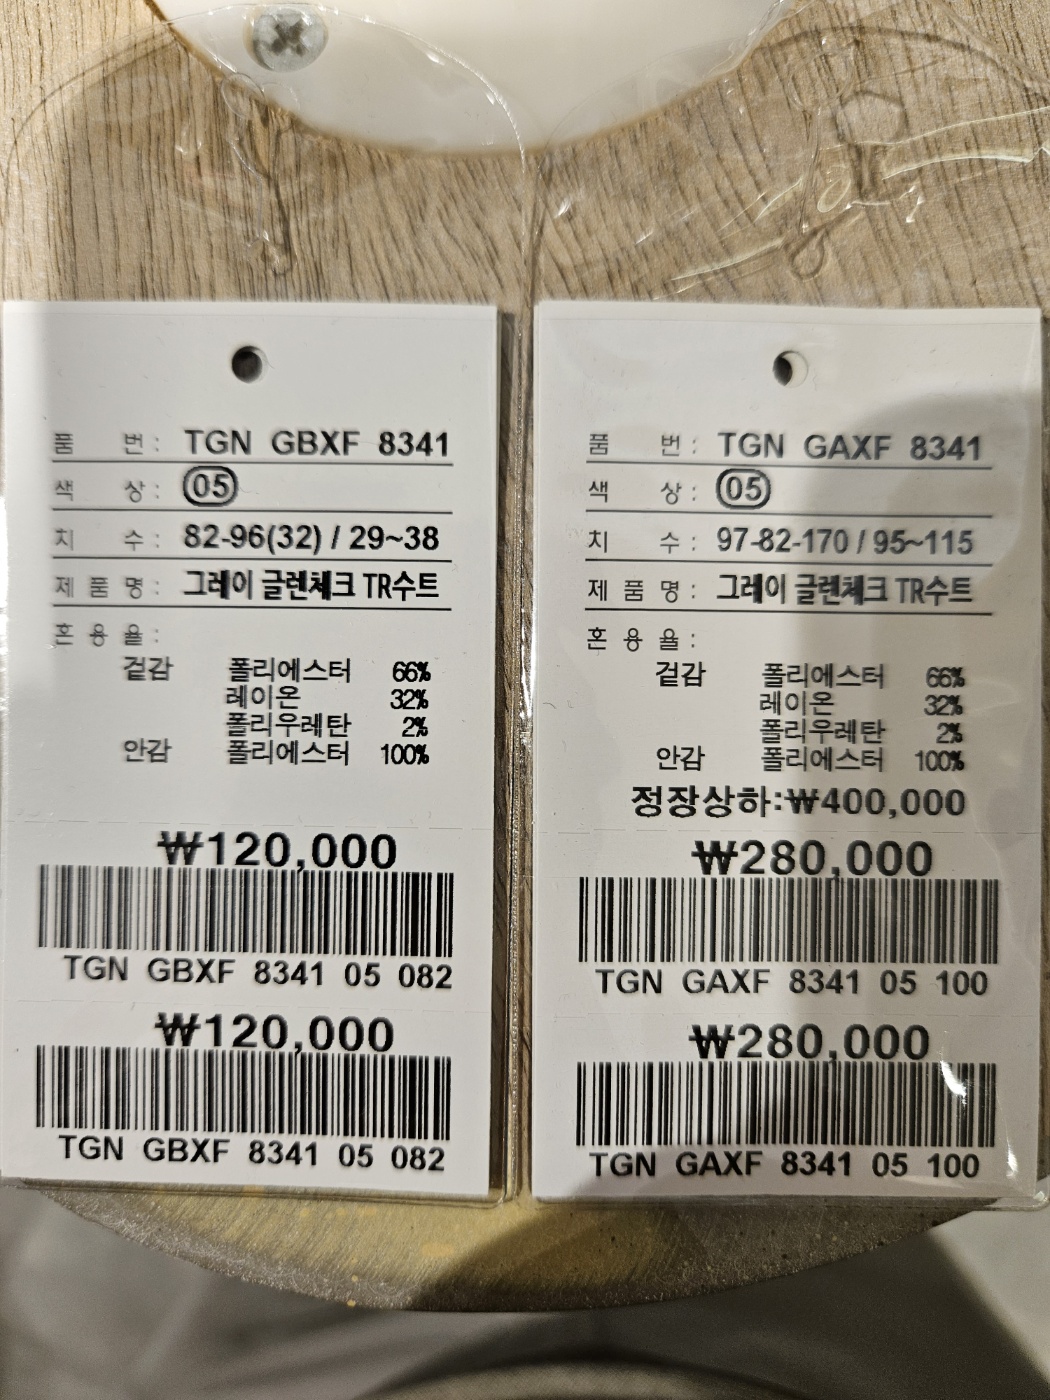 품 번 : TGN GBXF 8341
색 상 : 05
치 수 : 82-96(32) / 29~38
제 품 명 : 그레이 글렌체크 TR수트
혼 용 율 :
겉감 폴리에스터 66%
레이온 32%
폴리우레탄 2%
안감 폴리에스터 100%
₩120,000
TGN GBXF 8341 05 082
₩120,000
TGN GBXF 8341 05 082
품 번 : TGN GAXF 8341
색 상 : 05
치 수 : 97-82-170 / 95~115
제 품 명 : 그레이 글렌체크 TR수트
혼 용 율 :
겉감 폴리에스터 66%
레이온 32%
폴리우레탄 2%
안감 폴리에스터 100%
정장상하:₩400,000
₩280,000
TGN GAXF 8341 05 100
₩280,000
TGN GAXF 8341 05 100